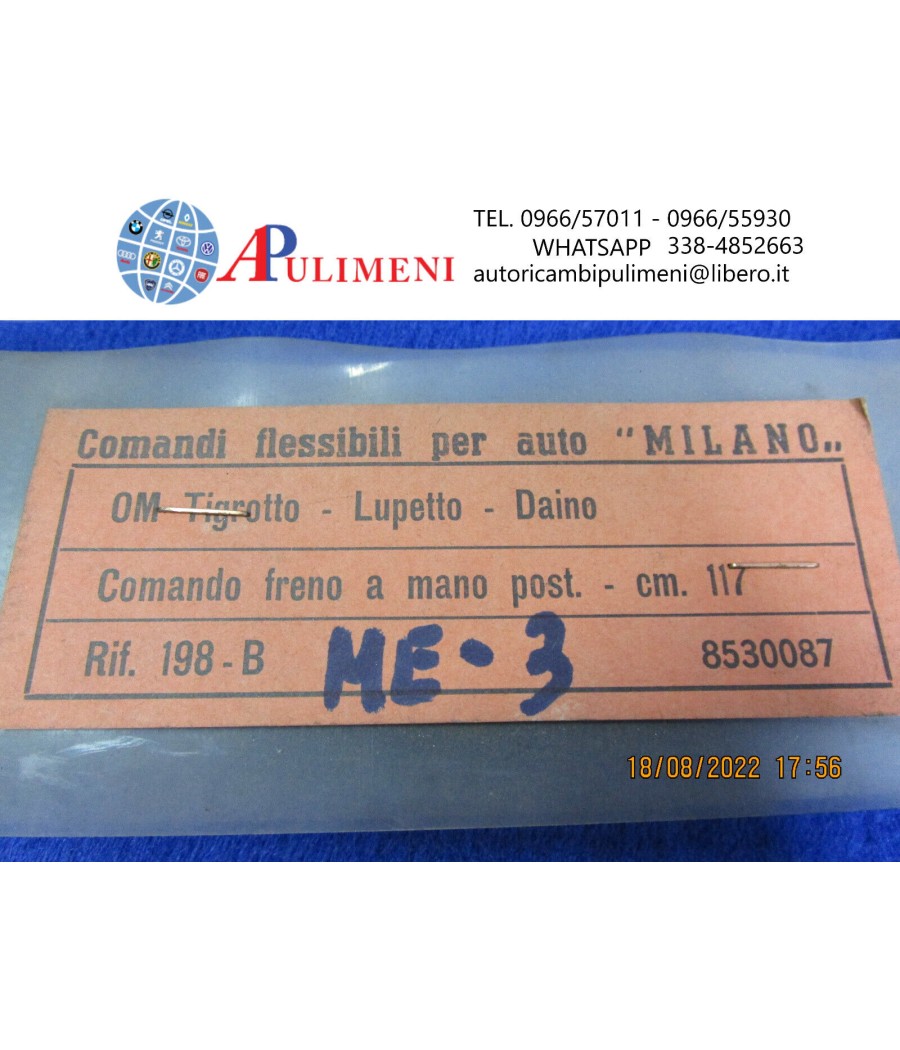 APULIMENI
TEL. 0966/57011 - 0966/55930
WHATSAPP 338-4852663
autoricambipulimeni@libero.it
Comandi flessibili per auto "MILANO„
OM Tigrotto - Lupetto - Daino
Comando freno a mano post. - cm. 117
Rif. 198-B ME-3 8530087
18/08/2022 17:56